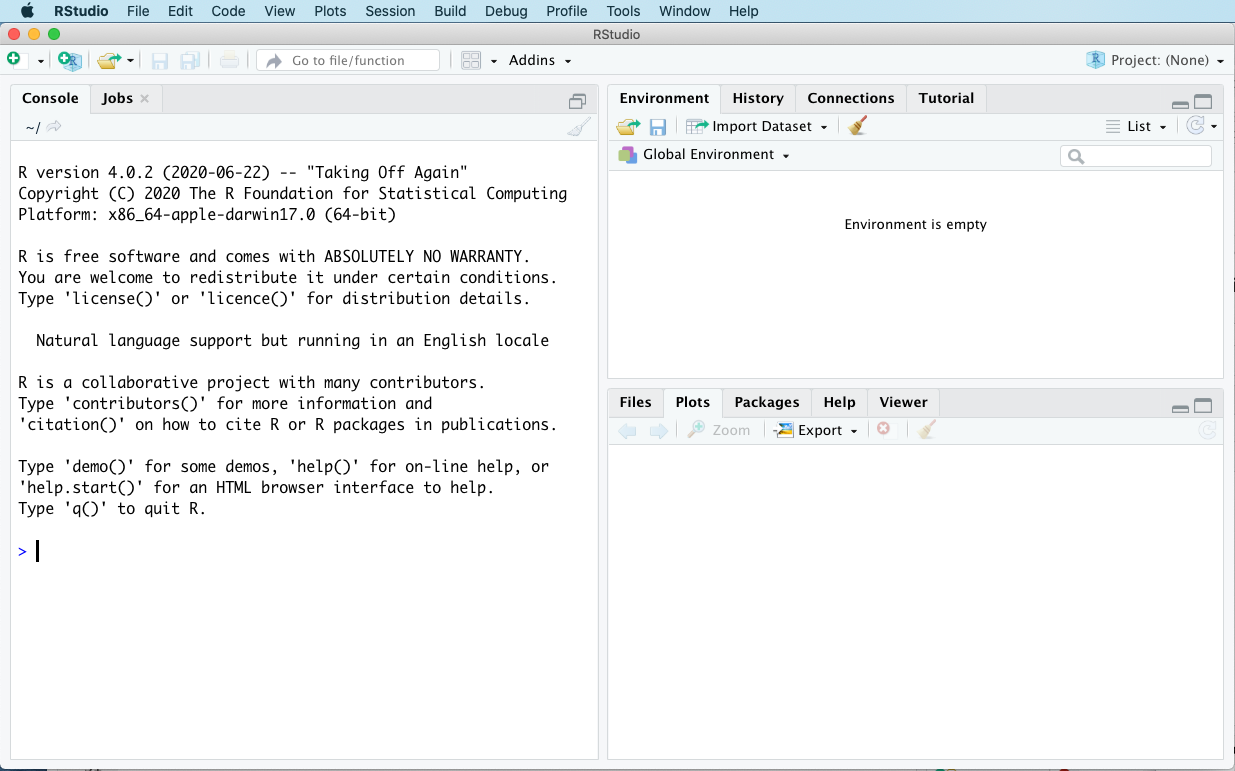 RStudio File Edit Code View Plots Session Build Debug Profile Tools Window Help
RStudio
Go to file/function Addins Project: (None)
Console Jobs
~/
R version 4.0.2 (2020-06-22) -- "Taking Off Again"
Copyright (C) 2020 The R Foundation for Statistical Computing
Platform: x86_64-apple-darwin17.0 (64-bit)
R is free software and comes with ABSOLUTELY NO WARRANTY.
You are welcome to redistribute it under certain conditions.
Type 'license()' or 'licence()' for distribution details.
Natural language support but running in an English locale
R is a collaborative project with many contributors.
Type 'contributors()' for more information and
'citation()' on how to cite R or R packages in publications.
Type 'demo()' for some demos, 'help()' for on-line help, or
'help.start()' for an HTML browser interface to help.
Type 'q()' to quit R.
>
Environment History Connections Tutorial
Import Dataset List
Global Environment
Environment is empty
Files Plots Packages Help Viewer
Zoom Export